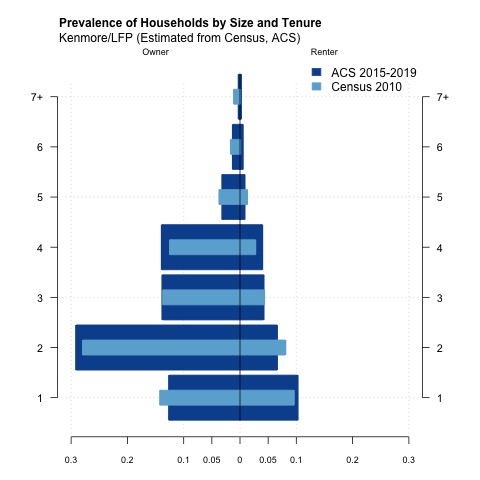 Prevalence of Households by Size and Tenure
Kenmore/LFP (Estimated from Census, ACS)
Owner Renter
ACS 2015-2019
Census 2010
7+ 7+
6 6
5 5
4 4
3 3
2 2
1 1
0.3 0.2 0.1 0.05 0 0.05 0.1 0.2 0.3